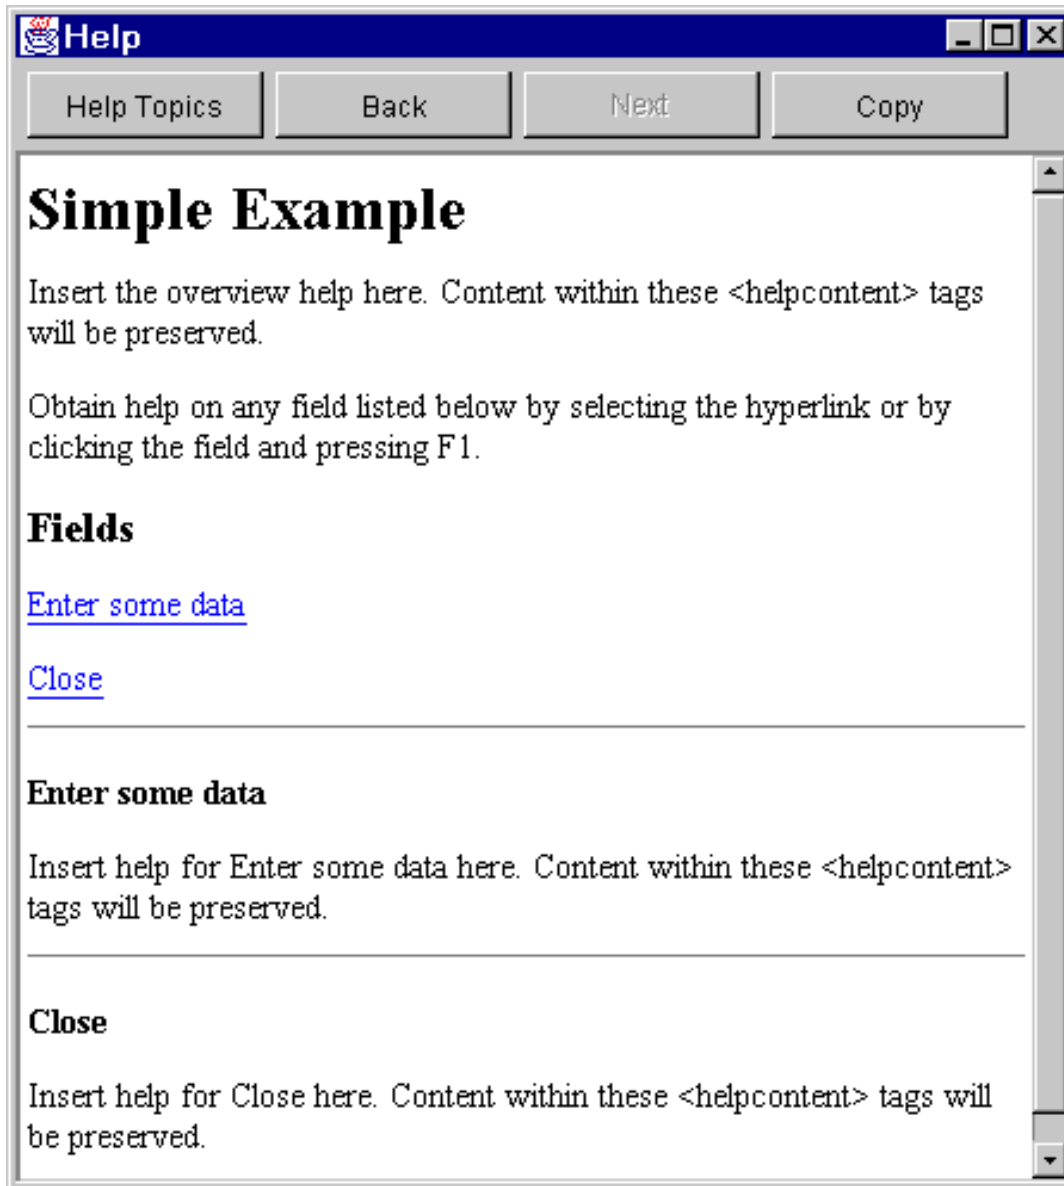 Help
Help Topics Back Next Copy
Simple Example
Insert the overview help here. Content within these <helpcontent> tags
will be preserved.
Obtain help on any field listed below by selecting the hyperlink or by
clicking the field and pressing F1.
Fields
Enter some data
Close
Enter some data
Insert help for Enter some data here. Content within these <helpcontent>
tags will be preserved.
Close
Insert help for Close here. Content within these <helpcontent> tags will
be preserved.